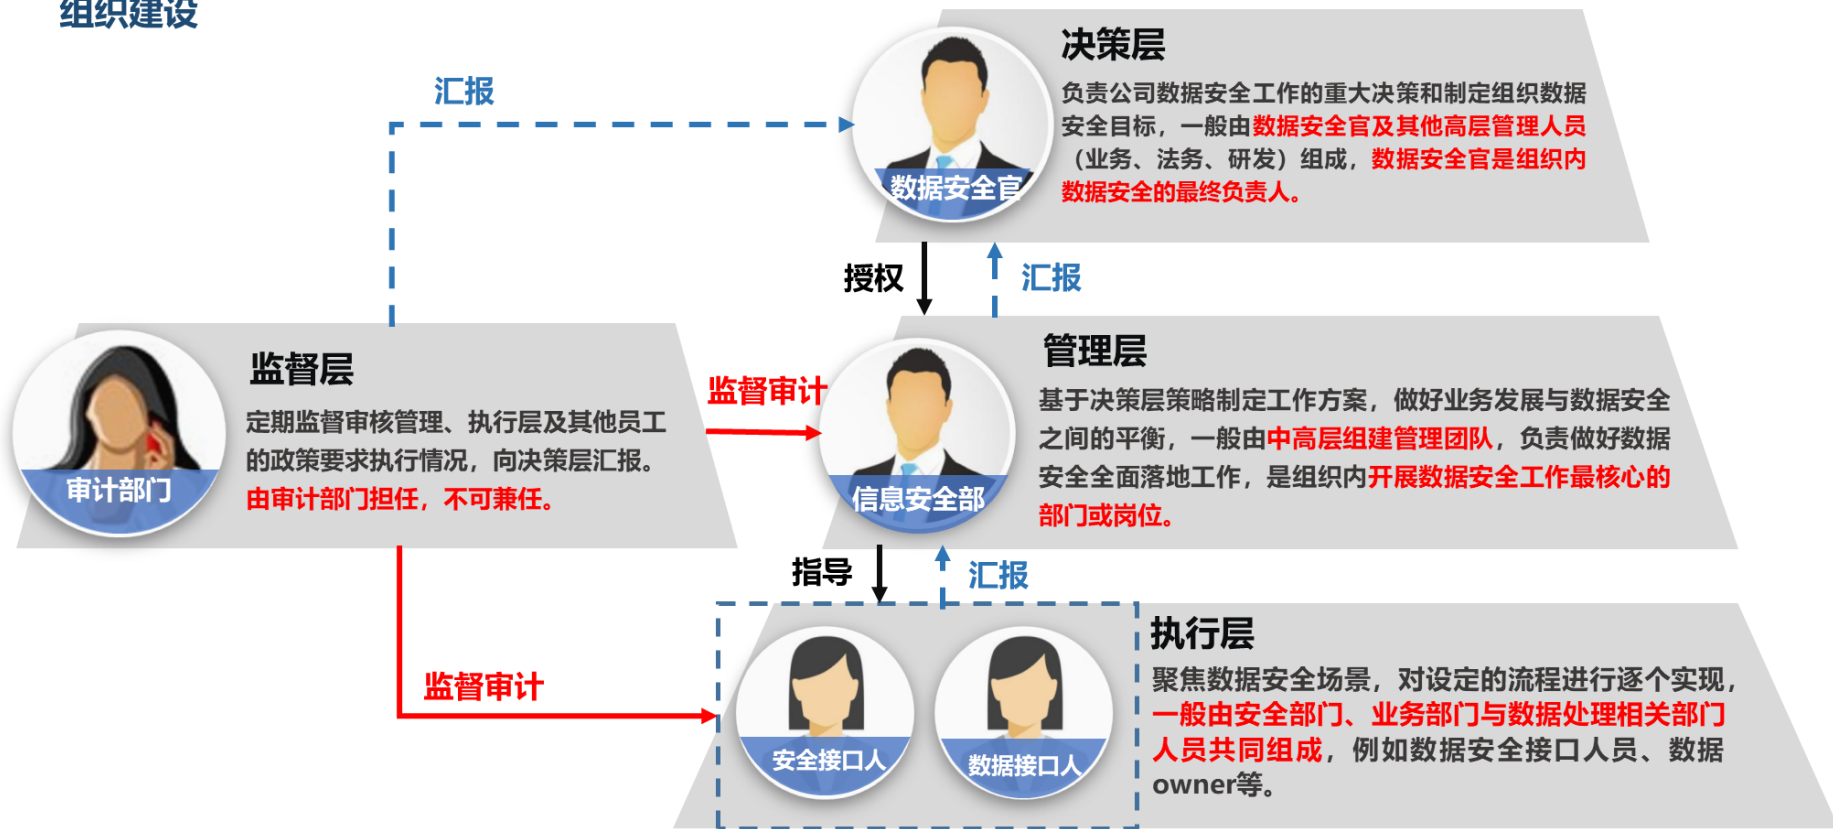 组织建设
汇报
决策层
负责公司数据安全工作的重大决策和制定组织数据
安全目标，一般由数据安全官及其他高层管理人员
（业务、法务、研发）组成，数据安全官是组织内
数据安全的最终负责人。
数据安全官
授权
汇报
监督层
定期监督审核管理、执行层及其他员工
的政策要求执行情况，向决策层汇报。
由审计部门担任，不可兼任。
审计部门
监督审计
管理层
基于决策层策略制定工作方案，做好业务发展与数据安全
之间的平衡，一般由中高层组建管理团队，负责做好数据
安全全面落地工作，是组织内开展数据安全工作最核心的
部门或岗位。
信息安全部
指导
汇报
监督审计
执行层
聚焦数据安全场景，对设定的流程进行逐个实现，
一般由安全部门、业务部门与数据处理相关部门
人员共同组成，例如数据安全接口人员、数据
owner等。
安全接口人
数据接口人